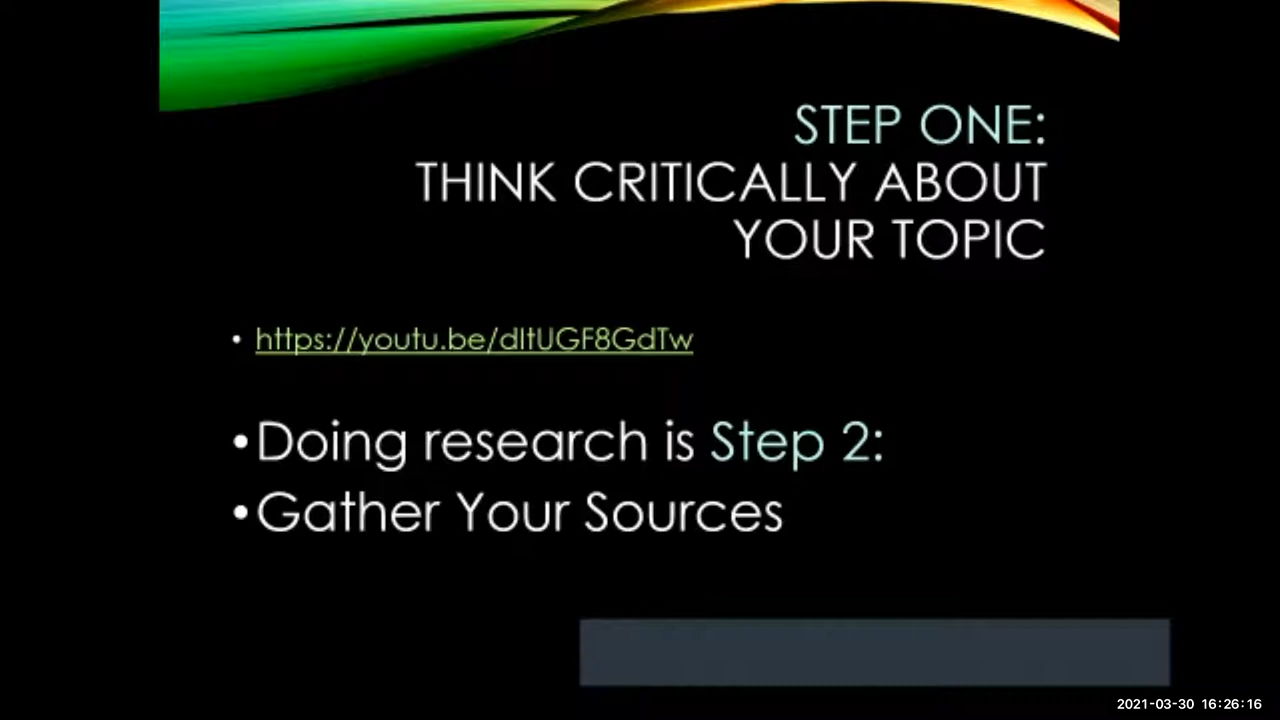 STEP ONE:
THINK CRITICALLY ABOUT
YOUR TOPIC
• https://youtu.be/dltUGF8GdTw
• Doing research is Step 2:
• Gather Your Sources
2021-03-30 16:26:16